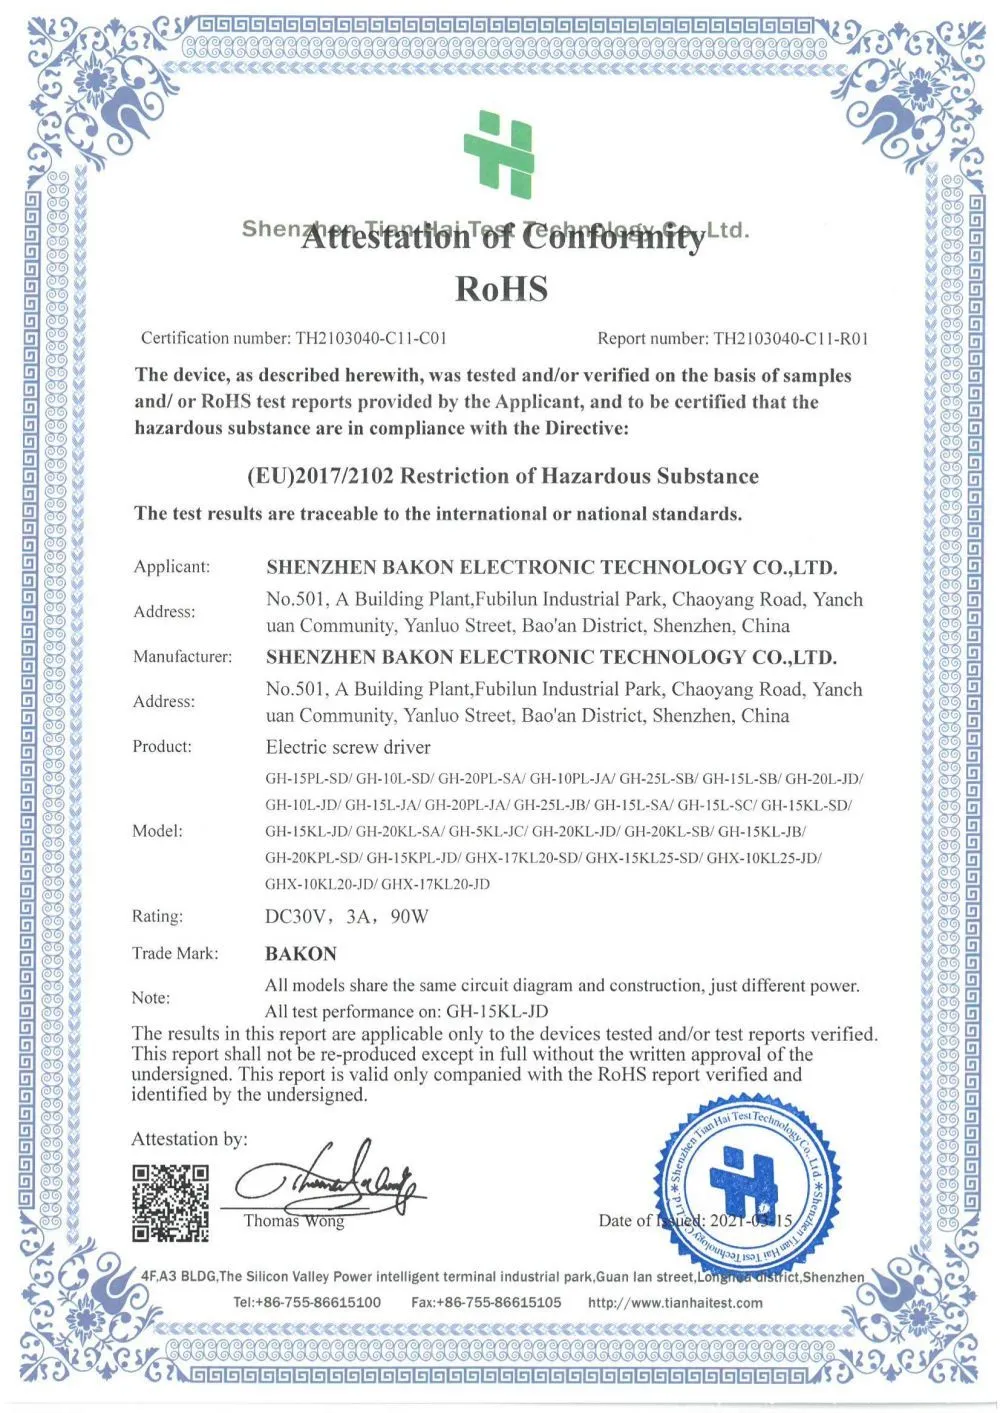 Shenzhen Tian Hai Test Technology Co., Ltd.
Attestation of Conformity
RoHS
Certification number: TH2103040-C11-C01 Report number: TH2103040-C11-R01
The device, as described herewith, was tested and/or verified on the basis of samples
and/ or RoHS test reports provided by the Applicant, and to be certified that the
hazardous substance are in compliance with the Directive:
(EU)2017/2102 Restriction of Hazardous Substance
The test results are traceable to the international or national standards.
Applicant: SHENZHEN BAKON ELECTRONIC TECHNOLOGY CO.,LTD.
Address: No.501, A Building Plant,Fubilun Industrial Park, Chaoyang Road, Yanch
uan Community, Yanluo Street, Bao'an District, Shenzhen, China
Manufacturer: SHENZHEN BAKON ELECTRONIC TECHNOLOGY CO.,LTD.
Address: No.501, A Building Plant,Fubilun Industrial Park, Chaoyang Road, Yanch
uan Community, Yanluo Street, Bao'an District, Shenzhen, China
Product: Electric screw driver
Model: GH-15PL-SD/ GH-10L-SD/ GH-20PL-SA/ GH-10PL-JA/ GH-25L-SB/ GH-15L-SB/ GH-20L-JD/
GH-10L-JD/ GH-15L-JA/ GH-20PL-JA/ GH-25L-JB/ GH-15L-SA/ GH-15L-SC/ GH-15KL-SD/
GH-15KL-JD/ GH-20KL-SA/ GH-5KL-JC/ GH-20KL-JD/ GH-20KL-SB/ GH-15KL-JB/
GH-20KPL-SD/ GH-15KPL-JD/ GHX-17KL20-SD/ GHX-15KL25-SD/ GHX-10KL25-JD/
GHX-10KL20-JD/ GHX-17KL20-JD
Rating: DC30V, 3A, 90W
Trade Mark: BAKON
Note: All models share the same circuit diagram and construction, just different power.
All test performance on: GH-15KL-JD
The results in this report are applicable only to the devices tested and/or test reports verified.
This report shall not be re-produced except in full without the written approval of the
undersigned. This report is valid only companied with the RoHS report verified and
identified by the undersigned.
Attestation by:
Thomas Wong
Date of Issued: 2021-03-15
Shenzhen Tian Hai Test Technology Co., Ltd.
Shenzhen Tian Hai Test Technology Co., Ltd.
4F,A3 BLDG,The Silicon Valley Power intelligent terminal industrial park,Guan lan street,Longhua district,Shenzhen
Tel:+86-755-86615100 Fax:+86-755-86615105 http://www.tianhaitest.com